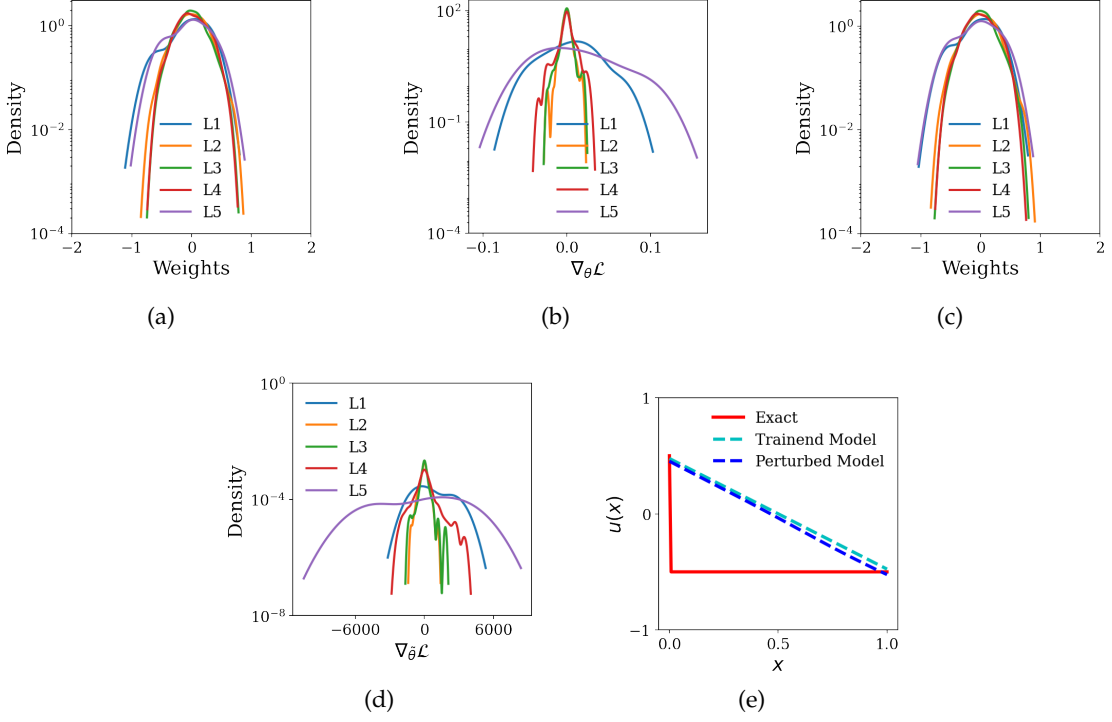 Density
10^0
10^-2
10^-4
L1
L2
L3
L4
L5
−2
−1
0
1
2
Weights
(a)
Density
10^2
10^-1
10^-4
L1
L2
L3
L4
L5
−0.1
0.0
0.1
∇_θ ℒ
(b)
Density
10^0
10^-2
10^-4
L1
L2
L3
L4
L5
−2
−1
0
1
2
Weights
(c)
Density
10^0
10^-4
10^-8
L1
L2
L3
L4
L5
−6000
0
6000
∇_θ̃ ℒ
(d)
u(x)
1
0
−1
Exact
Trainend Model
Perturbed Model
0.0
0.5
1.0
x
(e)